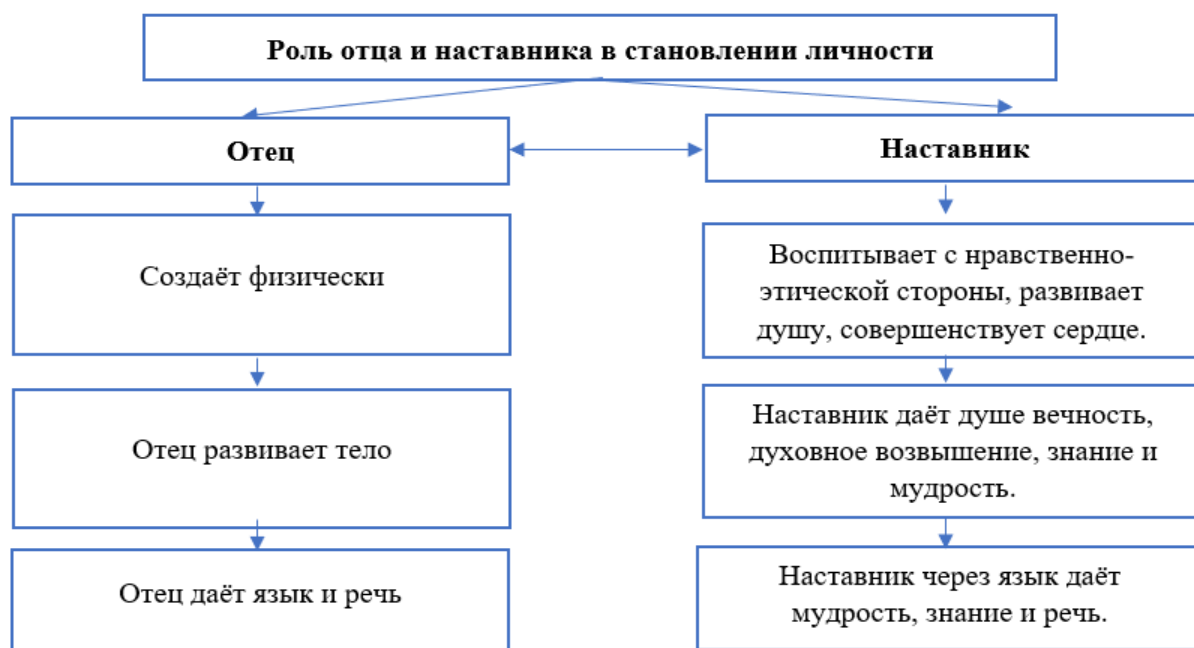 Роль отца и наставника в становлении личности
Отец
Наставник
Создаёт физически
Воспитывает с нравственно-
этической стороны, развивает
душу, совершенствует сердце.
Отец развивает тело
Наставник даёт душе вечность,
духовное возвышение, знание и
мудрость.
Отец даёт язык и речь
Наставник через язык даёт
мудрость, знание и речь.